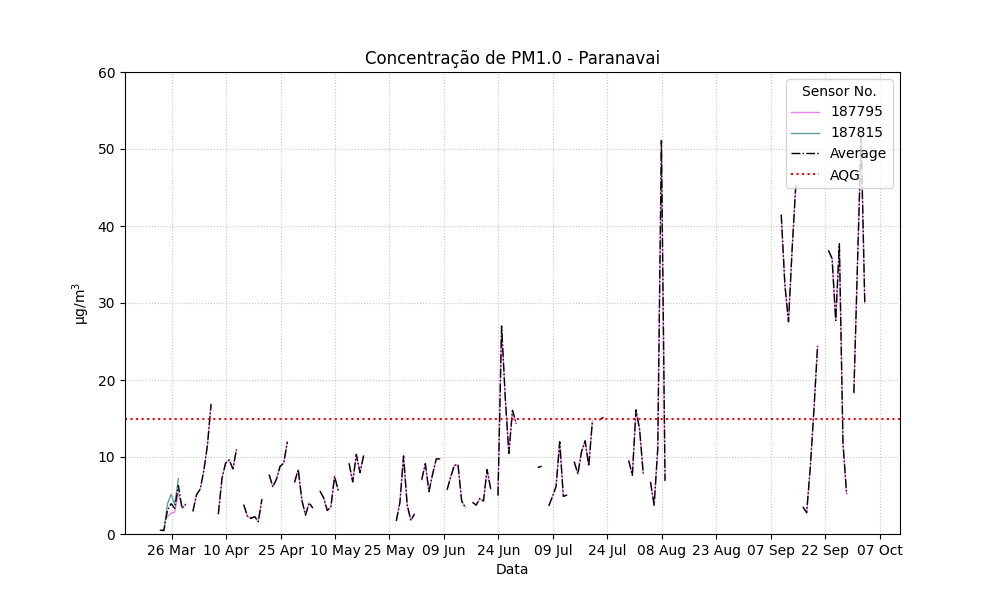 Concentração de PM1.0 - Paranavai
60
50
40
30
20
10
0
µg/m³
Sensor No.
187795
187815
Average
AQG
26 Mar 10 Apr 25 Apr 10 May 25 May 09 Jun 24 Jun 09 Jul 24 Jul 08 Aug 23 Aug 07 Sep 22 Sep 07 Oct
Data